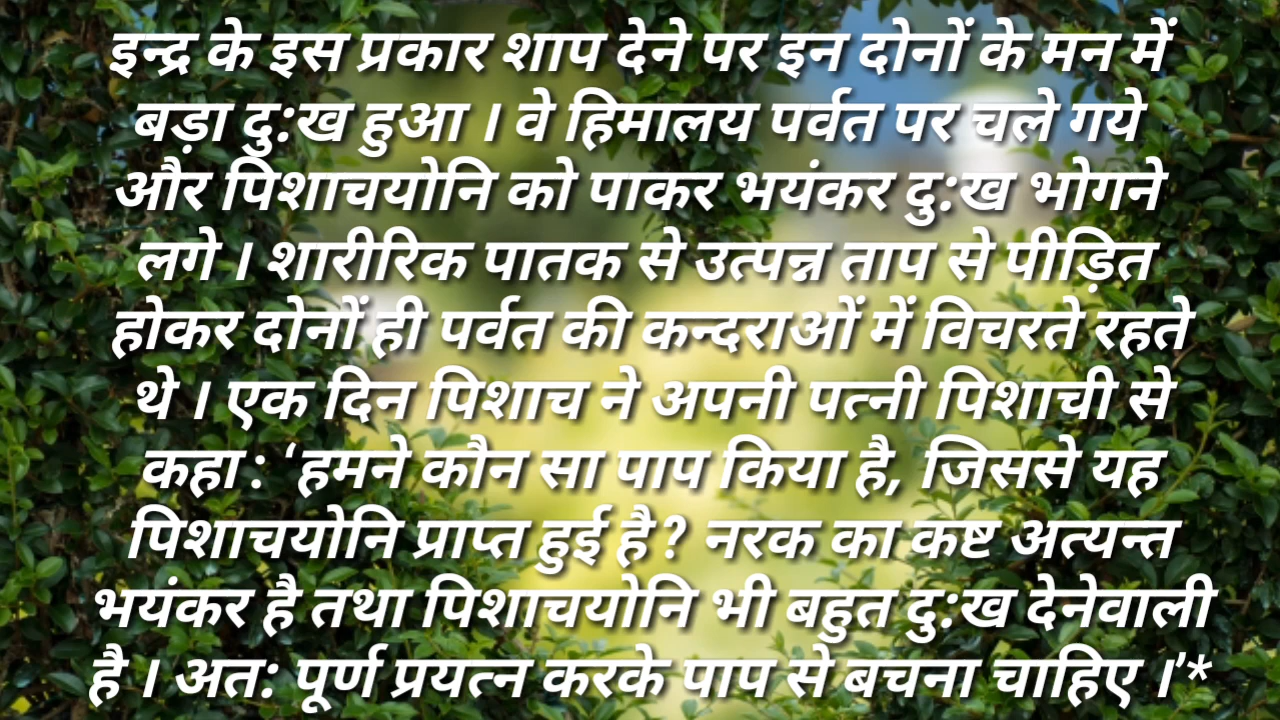 इन्द्र के इस प्रकार शाप देने पर इन दोनों के मन में
बड़ा दु:ख हुआ । वे हिमालय पर्वत पर चले गये
और पिशाचयोनि को पाकर भयंकर दु:ख भोगने
लगे । शारीरिक पातक से उत्पन्न ताप से पीड़ित
होकर दोनों ही पर्वत की कन्दराओं में विचरते रहते
थे । एक दिन पिशाच ने अपनी पत्नी पिशाची से
कहा : ‘हमने कौन सा पाप किया है, जिससे यह
पिशाचयोनि प्राप्त हुई है ? नरक का कष्ट अत्यन्त
भयंकर है तथा पिशाचयोनि भी बहुत दु:ख देनेवाली
है । अत: पूर्ण प्रयत्न करके पाप से बचना चाहिए ।’*